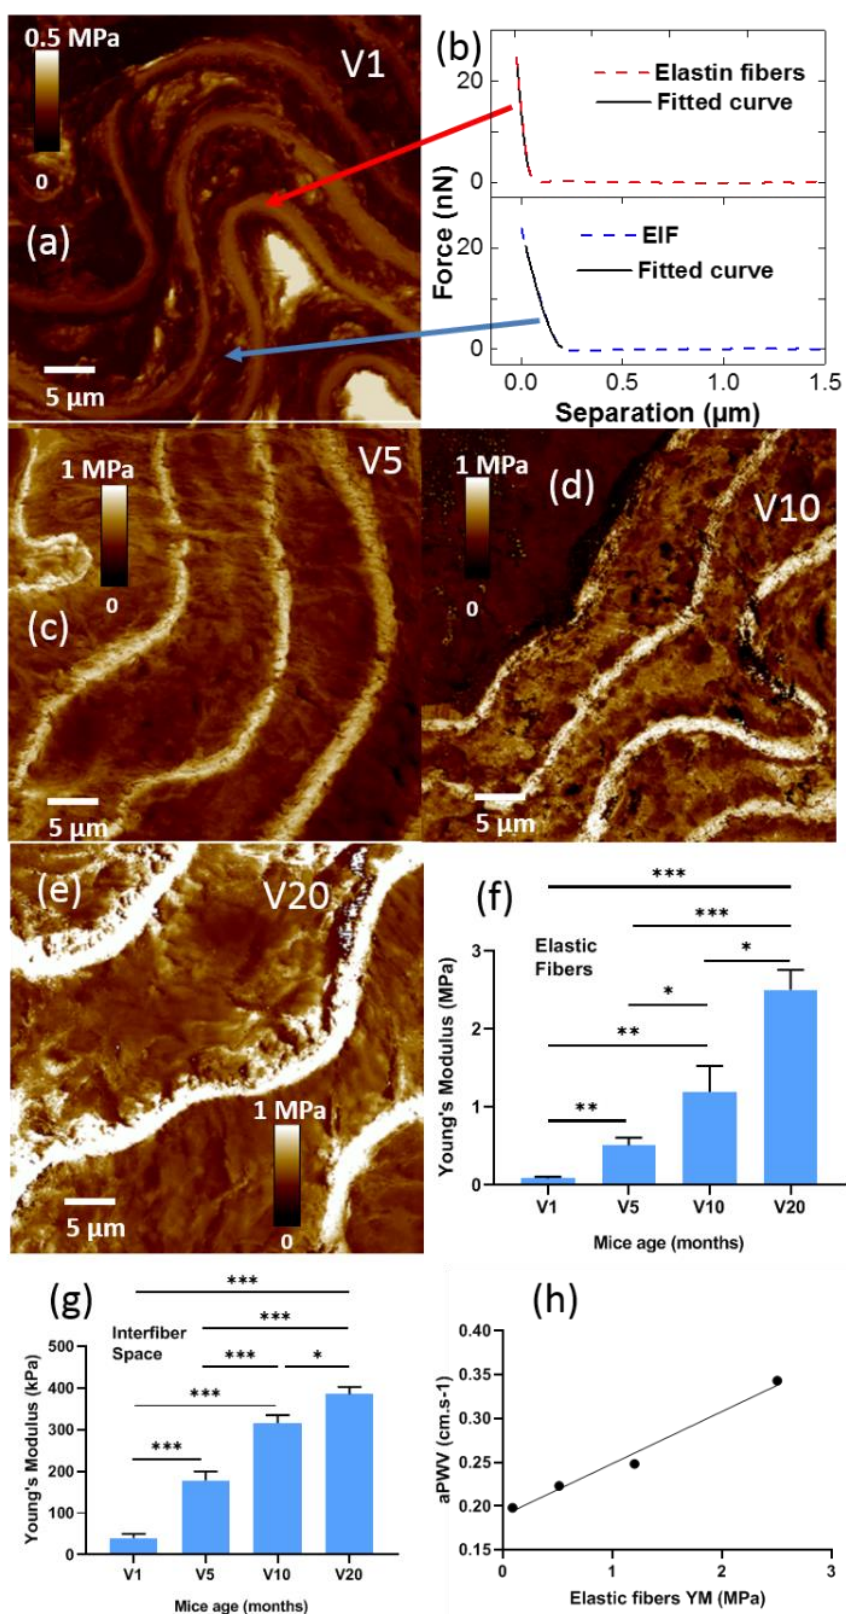 0.5 MPa
V1
0
(a)
5 μm
(b)
Force (nN)
20
0
Elastin fibers
Fitted curve
20
0
EIF
Fitted curve
0.0 0.5 1.0 1.5
Separation (μm)
1 MPa
V5
0
(c)
5 μm
1 MPa
(d)
V10
0
5 μm
(e)
V20
1 MPa
0
5 μm
(f)
Elastic
Fibers
Young's Modulus (MPa)
3
2
1
0
***
***
*
*
**
**
V1 V5 V10 V20
Mice age (months)
(g)
Interfiber
Space
Young's Modulus (kPa)
500
400
300
200
100
0
***
***
*** *
***
***
V1 V5 V10 V20
Mice age (months)
(h)
aPWV (cm.s-1)
0.40
0.35
0.30
0.25
0.20
0.15
0 1 2 3
Elastic fibers YM (MPa)